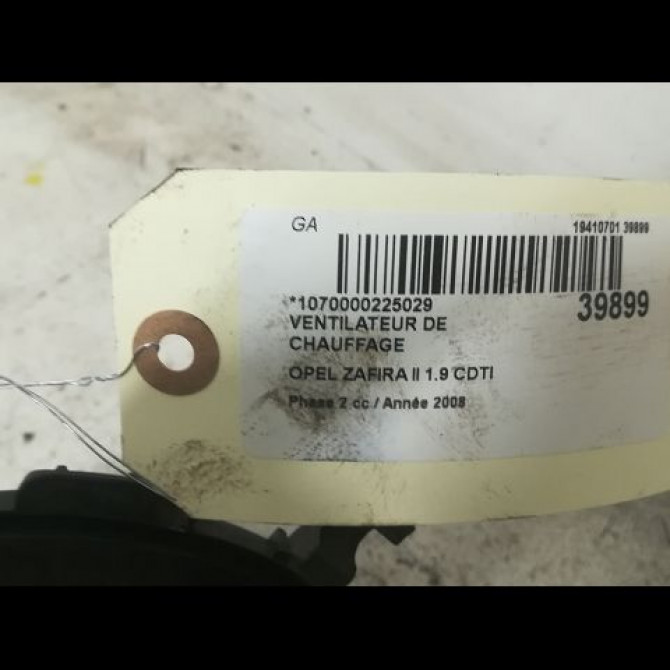 GA
19410701 39899
*1070000225029
39899
VENTILATEUR DE
CHAUFFAGE
OPEL ZAFIRA II 1.9 CDTI
Phase 2 cc / Année 2008